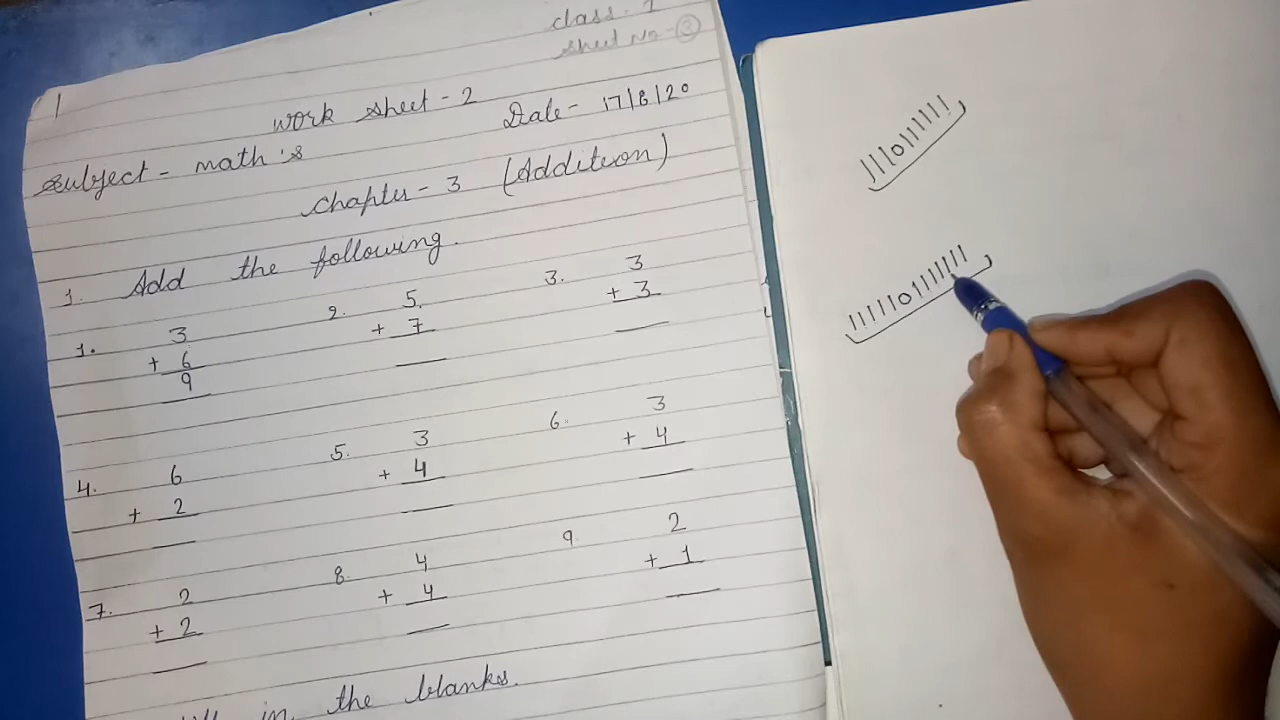 class. 1
sheet No - 3
Work sheet - 2
Date - 17/8/20
Subject - math's
Chapter - 3 (Addition)
1. Add the following.
1. 3 2. 5 3. 3
+ 6 + 7 + 3
9
4. 6 5. 3 6. 3
+ 2 + 4 + 4
7. 2 8. 4 9. 2
+ 2 + 4 + 1
in the blanks.